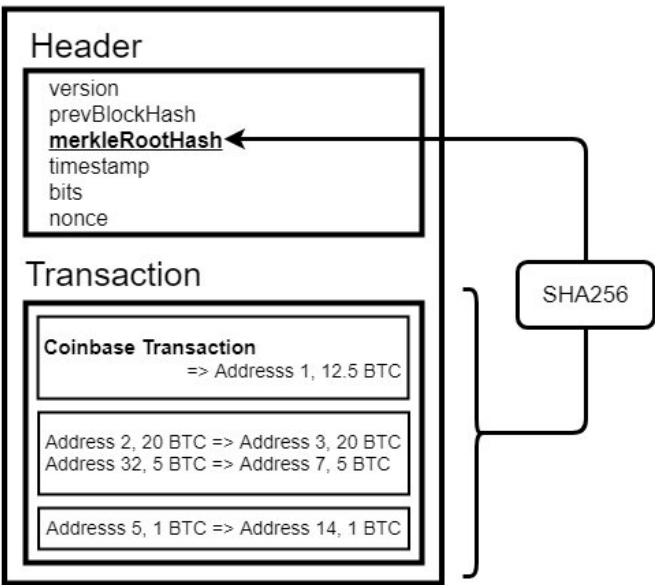 Header
version
prevBlockHash
merkleRootHash
timestamp
bits
nonce
Transaction
SHA256
Coinbase Transaction
=> Addresss 1, 12.5 BTC
Address 2, 20 BTC => Address 3, 20 BTC
Address 32, 5 BTC => Address 7, 5 BTC
Addresss 5, 1 BTC => Address 14, 1 BTC